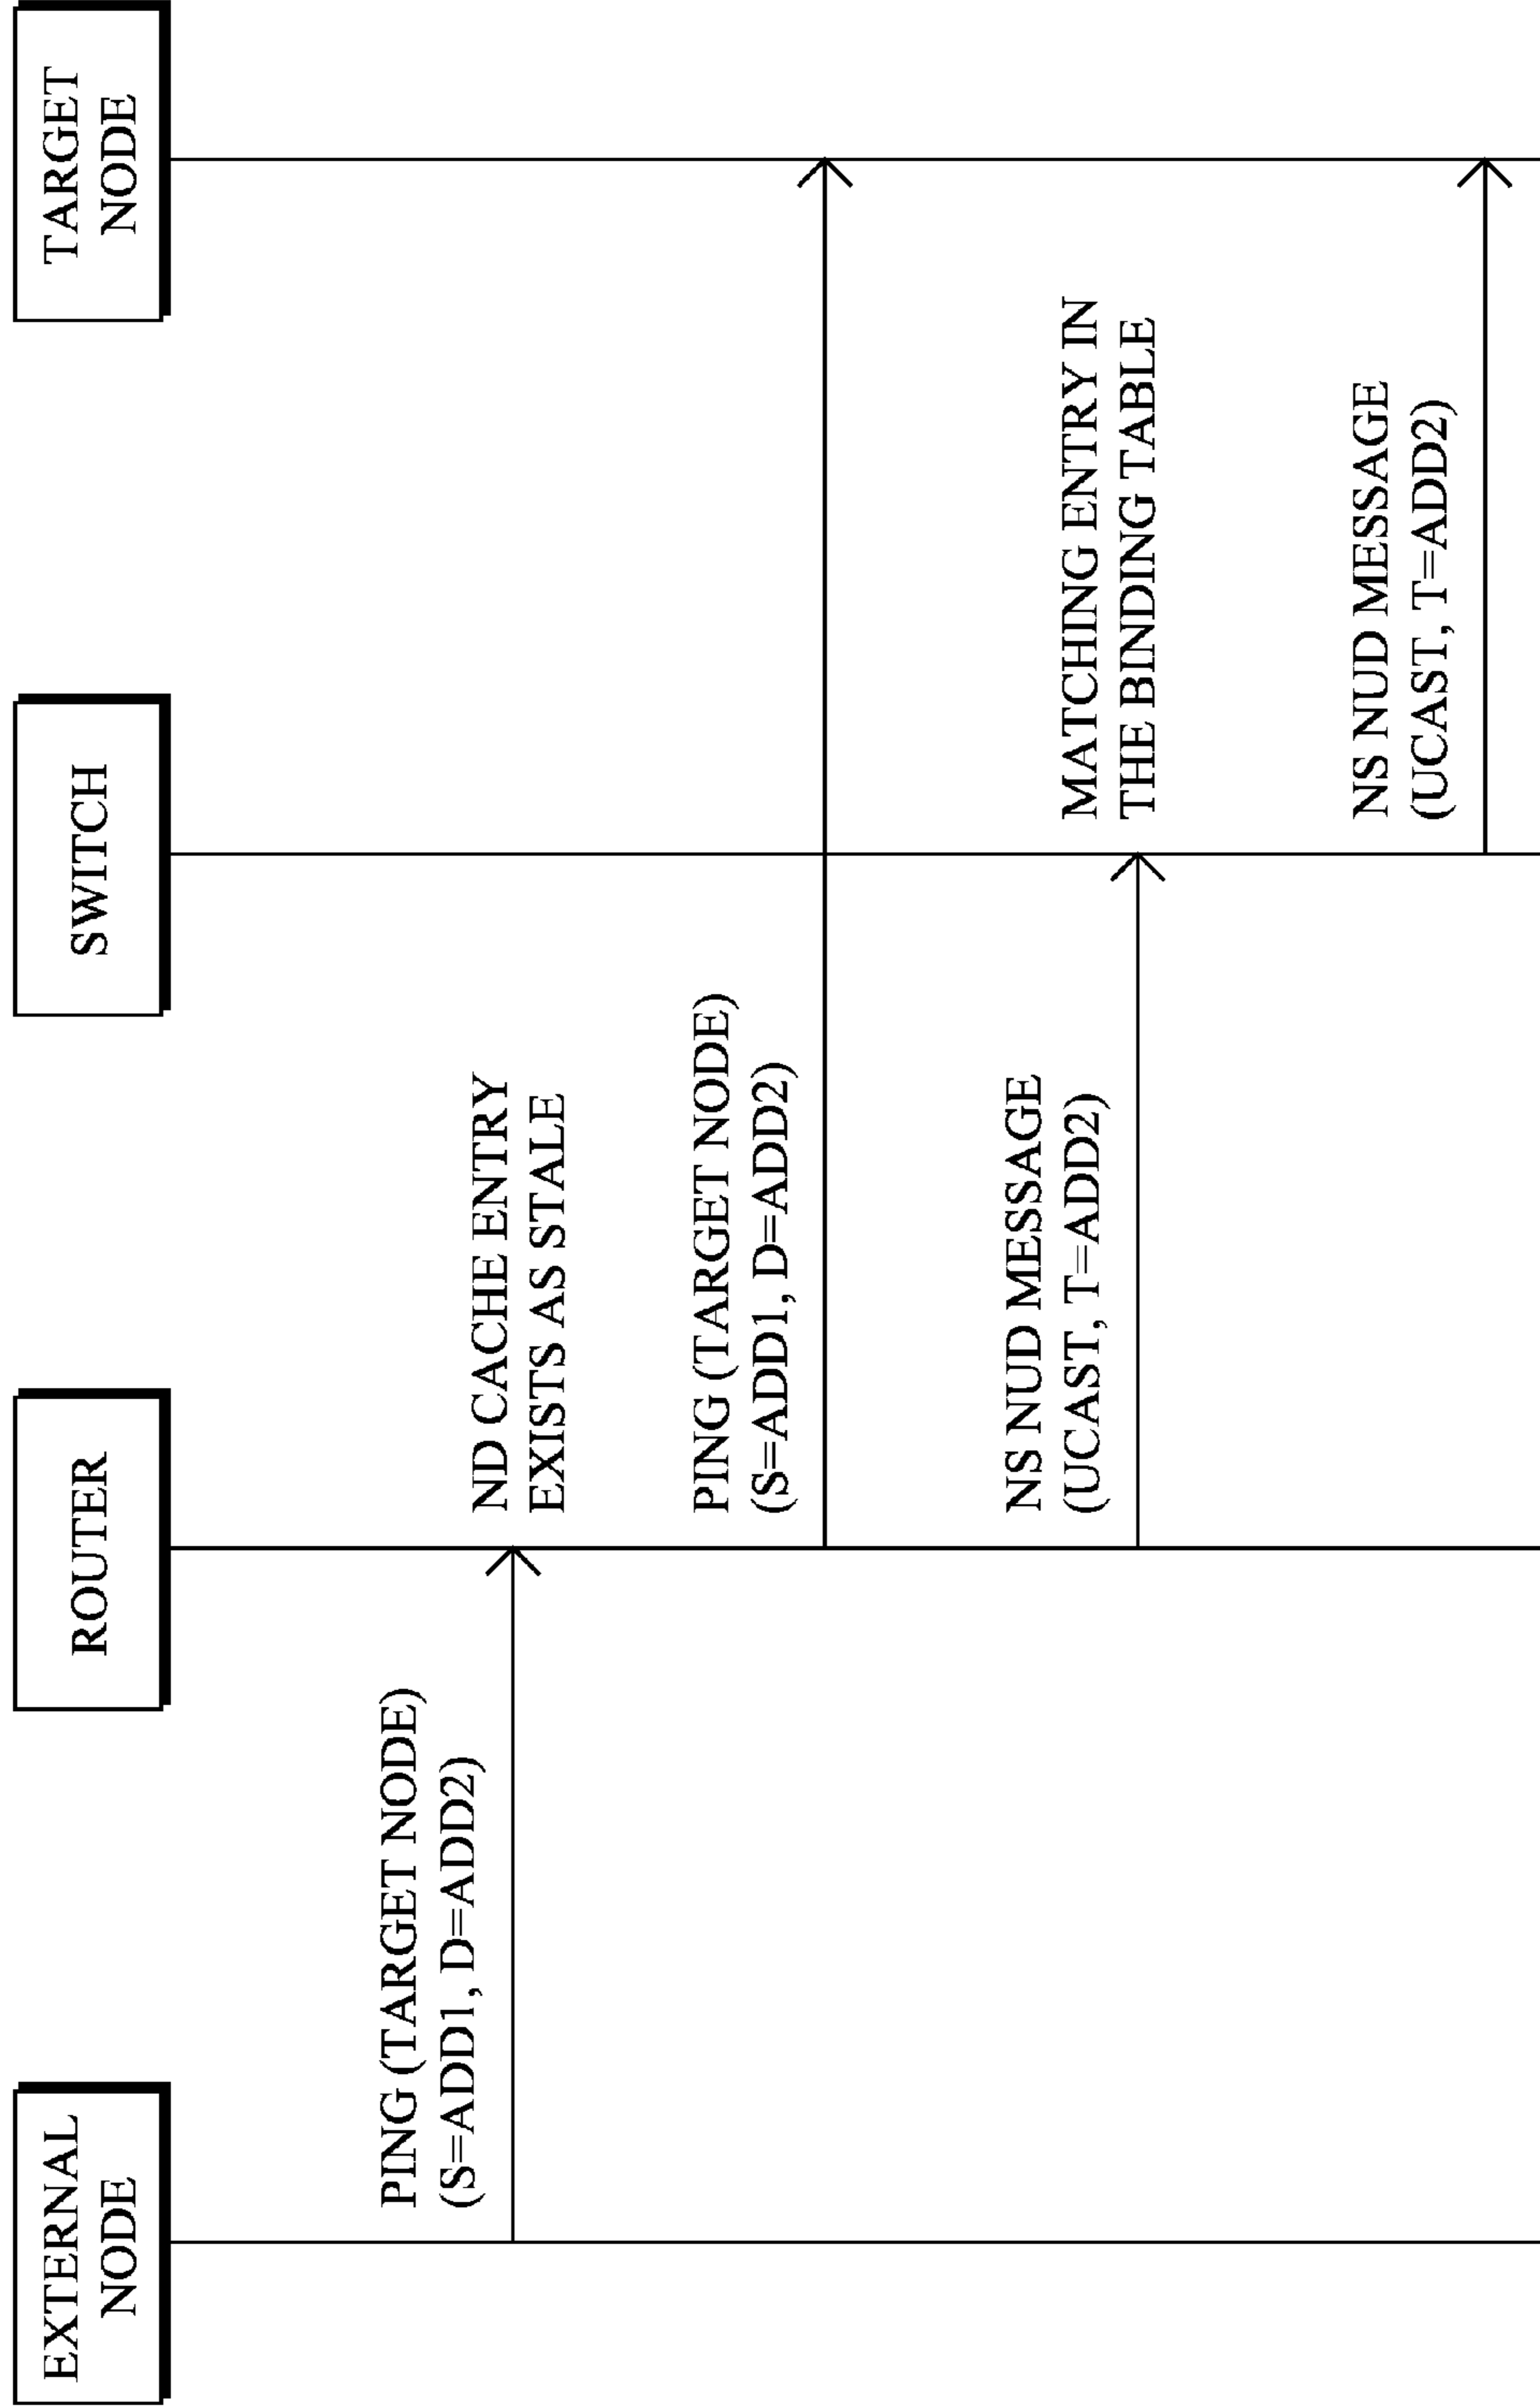 EXTERNAL
NODE
ROUTER
SWITCH
TARGET
NODE
PING (TARGET NODE)
(S=ADD1, D=ADD2)
ND CACHE ENTRY
EXISTS AS STALE
PING (TARGET NODE)
(S=ADD1, D=ADD2)
NS NUD MESSAGE
(UCAST, T=ADD2)
MATCHING ENTRY IN
THE BINDING TABLE
NS NUD MESSAGE
(UCAST, T=ADD2)